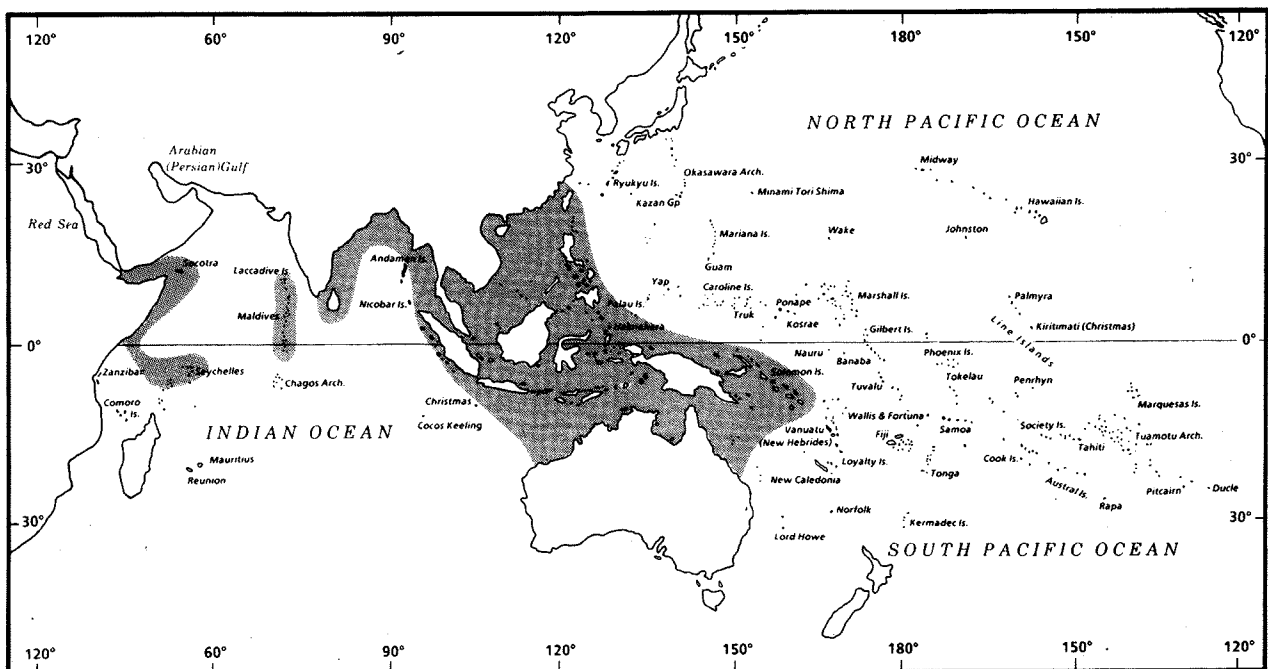 120° 60° 90° 120° 150° 180° 150° 120°
NORTH PACIFIC OCEAN
Arabian
(Persian) Gulf
30°
30°
Midway
Ryukyu Is.
Okasawara Arch.
Minami Tori Shima
Kazan Gp
Hawaiian Is.
Red Sea
Mariana Is.
Wake
Johnston
Socotra
Laccadive Is.
Andaman Is.
Guam
Yap
Caroline Is.
Marshall Is.
Palmyra
Nicobar Is.
Palau Is.
Ponape
Maldives
Truk
Kosrae
Gilbert Is.
Kiritimati (Christmas)
Line Islands
0°
0°
Nauru
Banaba
Phoenix Is.
Zanzibar
Seychelles
Chagos Arch.
Solomon Is.
Tuvalu
Tokelau
Penrhyn
Comoro
Is.
Christmas
Marquesas Is.
Cocos Keeling
Wallis & Fortuna
INDIAN OCEAN
Vanuatu
(New Hebrides)
Fiji
Samoa
Society Is.
Tahiti
Tuamotu Arch.
Mauritius
Reunion
Loyalty Is.
Tonga
Cook Is.
New Caledonia
Austral Is.
Rapa
Pitcairn
Ducle
30°
30°
Norfolk
Kermadec Is.
Lord Howe
SOUTH PACIFIC OCEAN
120° 60° 90° 120° 150° 180° 150° 120°